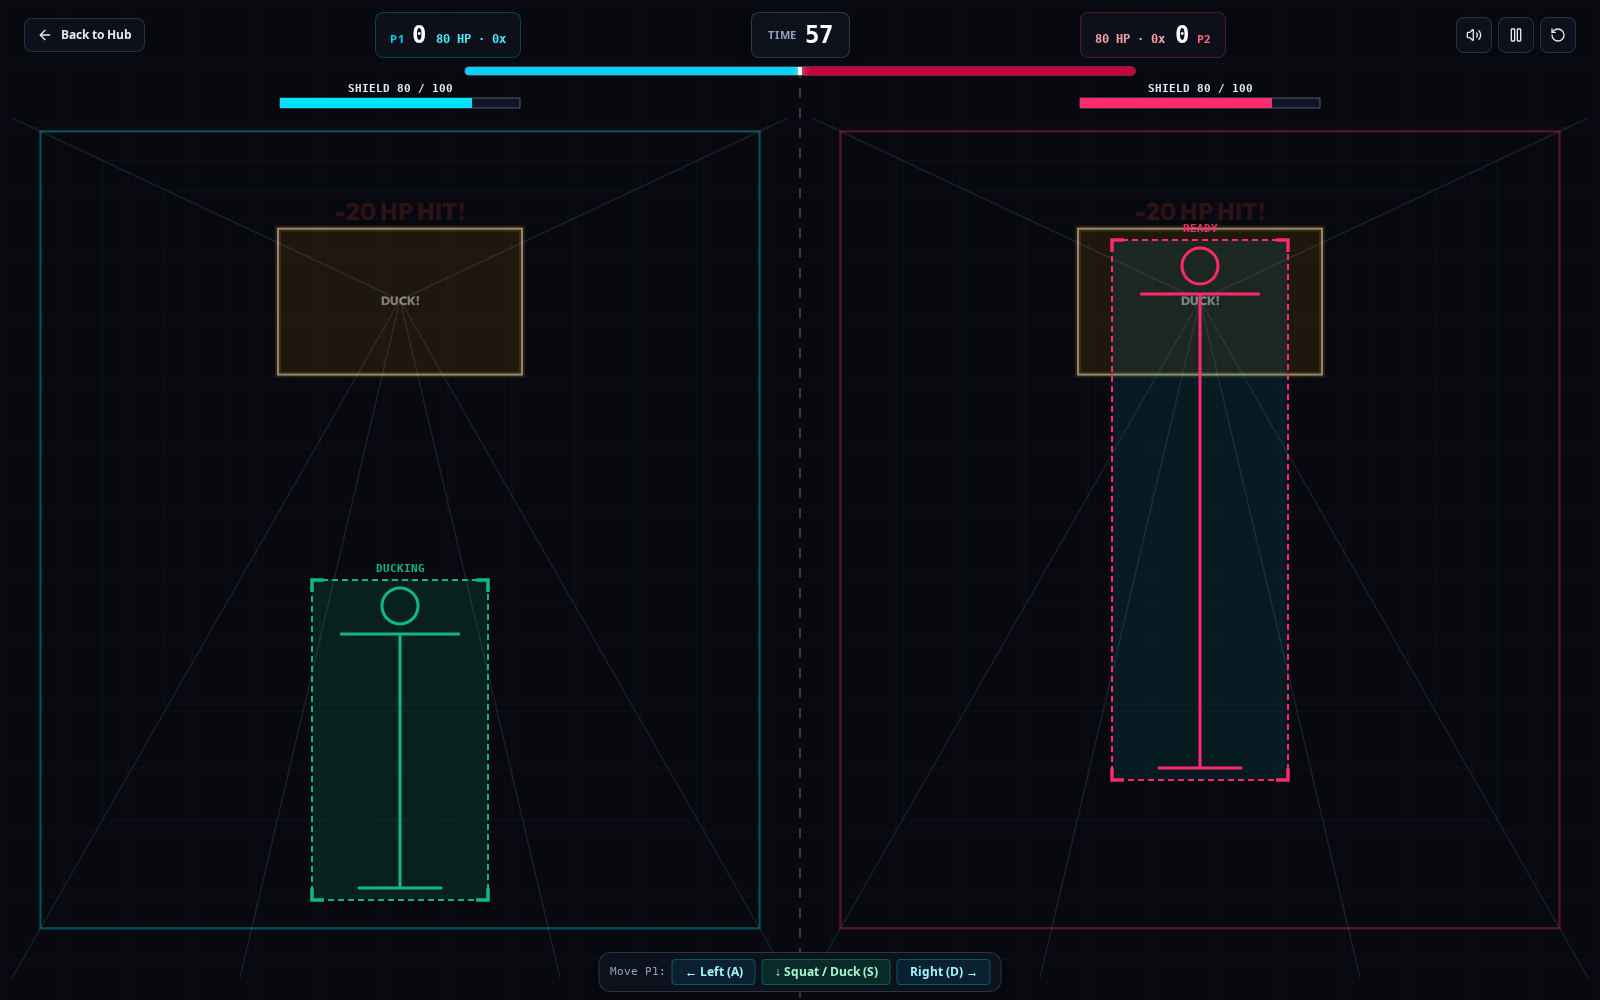 Back to Hub
P1 0 80 HP · 0x
TIME 57
80 HP · 0x 0 P2
SHIELD 80 / 100
SHIELD 80 / 100
-20 HP HIT!
-20 HP HIT!
READY
DUCK!
DUCK!
DUCKING
Move P1: ← Left (A) ↓ Squat / Duck (S) Right (D) →